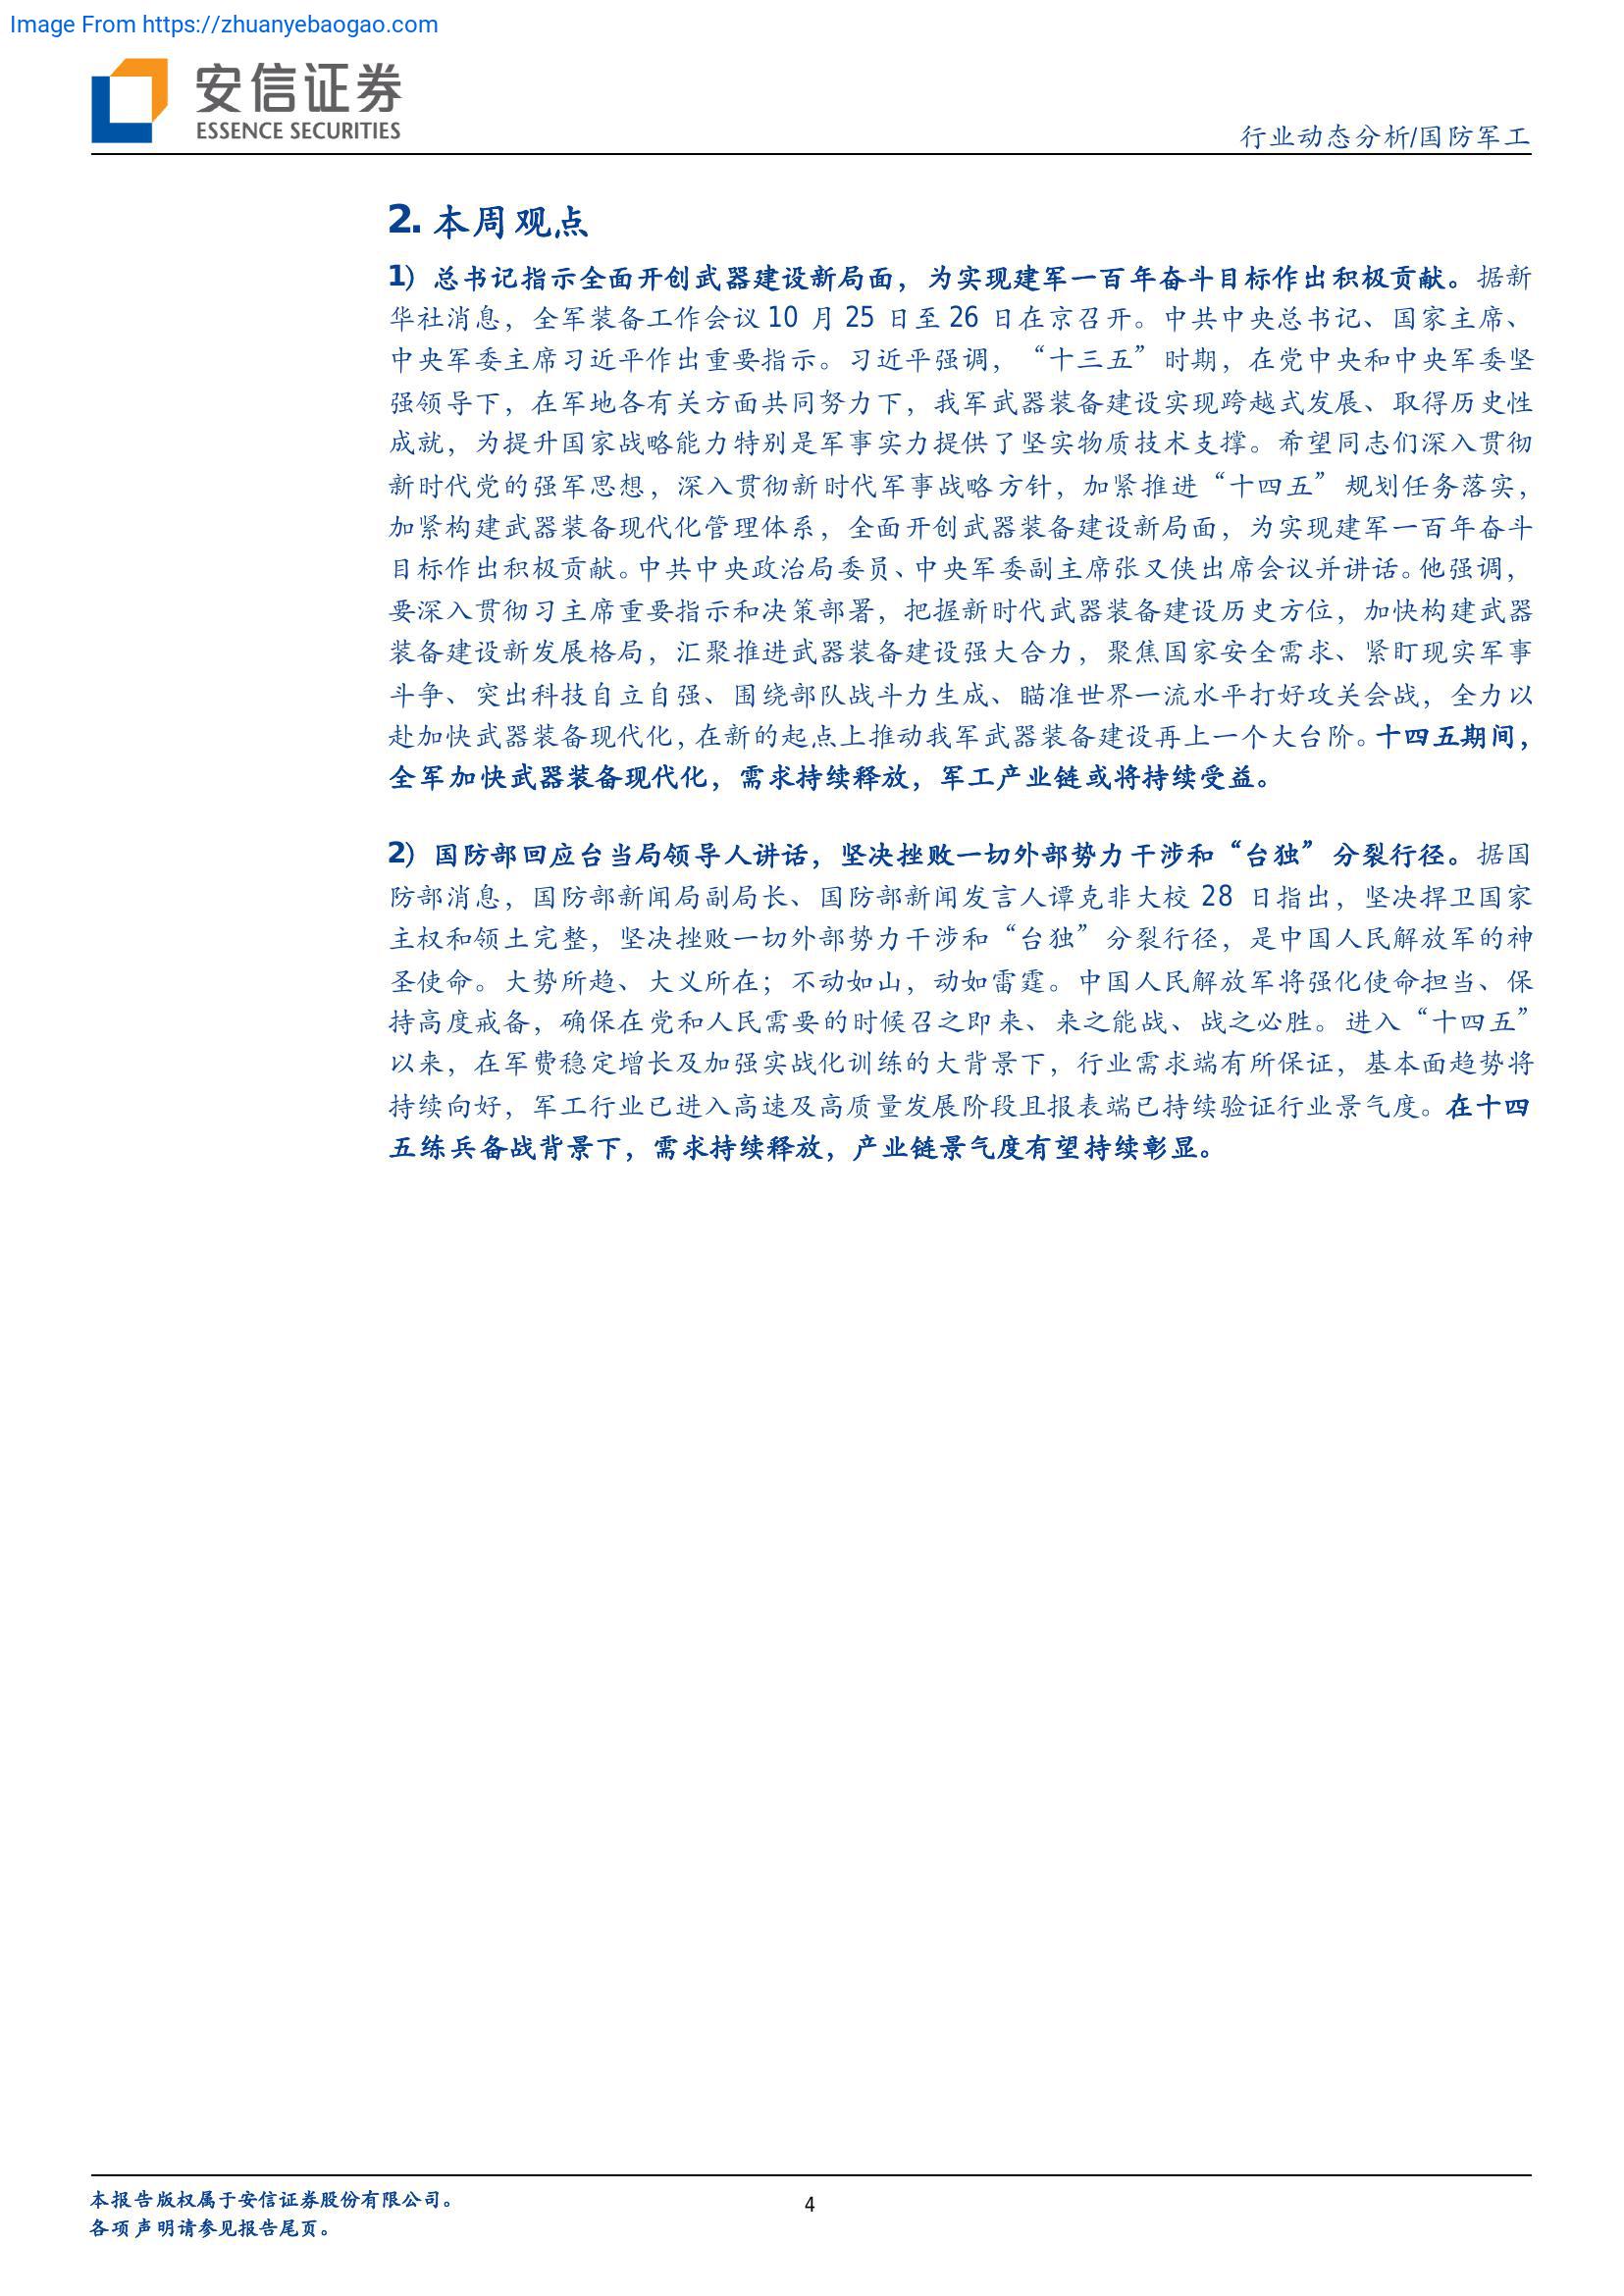 Image From https://zhuanyebaogao.com
安信证券
ESSENCE SECURITIES
行业动态分析/国防军工
2. 本周观点
1）总书记指示全面开创武器建设新局面，为实现建军一百年奋斗目标作出积极贡献。据新
华社消息，全军装备工作会议 10 月 25 日至 26 日在京召开。中共中央总书记、国家主席、
中央军委主席习近平作出重要指示。习近平强调，“十三五”时期，在党中央和中央军委坚
强领导下，在军地各有关方面共同努力下，我军武器装备建设实现跨越式发展、取得历史性
成就，为提升国家战略能力特别是军事实力提供了坚实物质技术支撑。希望同志们深入贯彻
新时代党的强军思想，深入贯彻新时代军事战略方针，加紧推进“十四五”规划任务落实，
加紧构建武器装备现代化管理体系，全面开创武器装备建设新局面，为实现建军一百年奋斗
目标作出积极贡献。中共中央政治局委员、中央军委副主席张又侠出席会议并讲话。他强调，
要深入贯彻习主席重要指示和决策部署，把握新时代武器装备建设历史方位，加快构建武器
装备建设新发展格局，汇聚推进武器装备建设强大合力，聚焦国家安全需求、紧盯现实军事
斗争、突出科技自立自强、围绕部队战斗力生成、瞄准世界一流水平打好攻关会战，全力以
赴加快武器装备现代化，在新的起点上推动我军武器装备建设再上一个大台阶。十四五期间，
全军加快武器装备现代化，需求持续释放，军工产业链或将持续受益。
2）国防部回应台当局领导人讲话，坚决挫败一切外部势力干涉和“台独”分裂行径。据国
防部消息，国防部新闻局副局长、国防部新闻发言人谭克非大校 28 日指出，坚决捍卫国家
主权和领土完整，坚决挫败一切外部势力干涉和“台独”分裂行径，是中国人民解放军的神
圣使命。大势所趋、大义所在；不动如山，动如雷霆。中国人民解放军将强化使命担当、保
持高度戒备，确保在党和人民需要的时候召之即来、来之能战、战之必胜。进入“十四五”
以来，在军费稳定增长及加强实战化训练的大背景下，行业需求端有所保证，基本面趋势将
持续向好，军工行业已进入高速及高质量发展阶段且报表端已持续验证行业景气度。在十四
五练兵备战背景下，需求持续释放，产业链景气度有望持续彰显。
本报告版权属于安信证券股份有限公司。
4
各项声明请参见报告尾页。